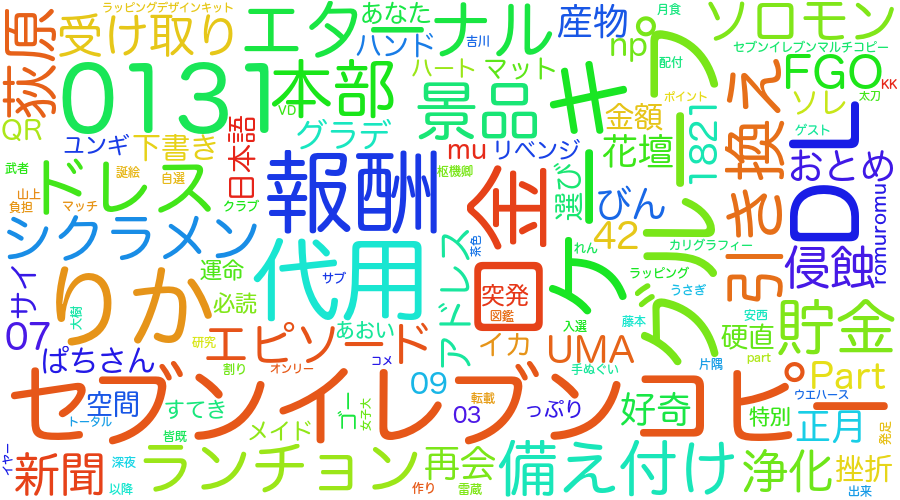 ラッピングデザインキット
荻原
受け取り
エターナル
あなた
ハンド
吉川
産物
月食
ソロモン
セブンイレブンマルチコピー
np
プ
配付
0131
本部
VD
ハート
マット
景品
キープ
金額
ポイント
引き換え
FGO
KK
太刀
ソレ
ゲスト
QR
ユンギ
下書き
日本語
グラデ
mu
リベンジ
花壇
1821
DL
おとめ
武者
山上
負担
マッチ
誕絵
自選
クラブ
ドレス
報酬
枢機卿
選び
びん
42
カリグラフィー
romuromu
シクラメン
茶色
れん
侵蝕
サイ
りか
運命
必読
代用
サブ
アドレス
金口
突発
図鑑
ケー
グル
ラッピング
うさぎ
07
大樹
研究
エピソード
あおい
イカ
入選
藤本
安西
硬直
貯金
ぱちさん
割り
オンリー
コメ
UMA
手ぬぐい
片隅
part
Part
セブンイレブンコピー
空間
トータル
すてき
ゴー
女子大
09
03
転載
っぷり
好奇
ウエハース
特別
正月
発足
皆既
メイド
イヤー
新聞
深夜
以降
ランチョン
作り
再会
雷蔵
備え付け
浄化
挫折
出来